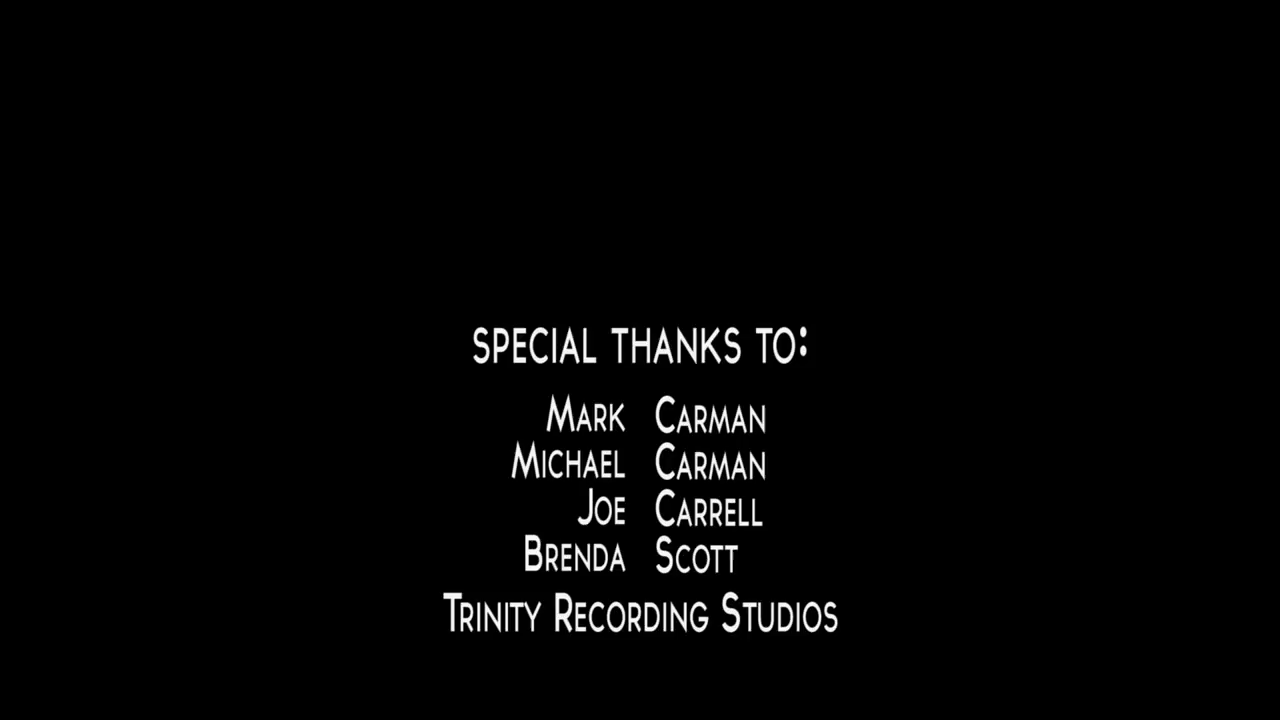 SPECIAL THANKS TO:
MARK CARMAN
MICHAEL CARMAN
JOE CARRELL
BRENDA SCOTT
TRINITY RECORDING STUDIOS